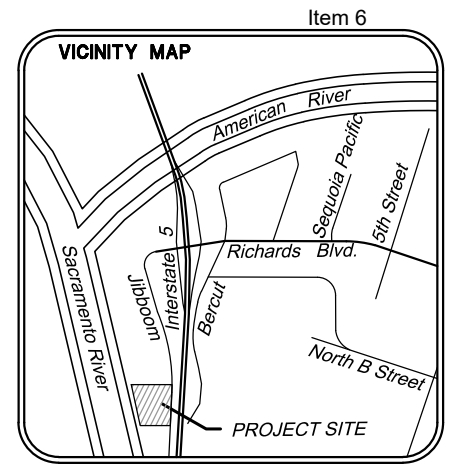 Item 6
VICINITY MAP
American River
Sequoia Pacific
5th Street
Sacramento River
Jibboom
Interstate 5
Bercut
Richards Blvd.
North B Street
PROJECT SITE